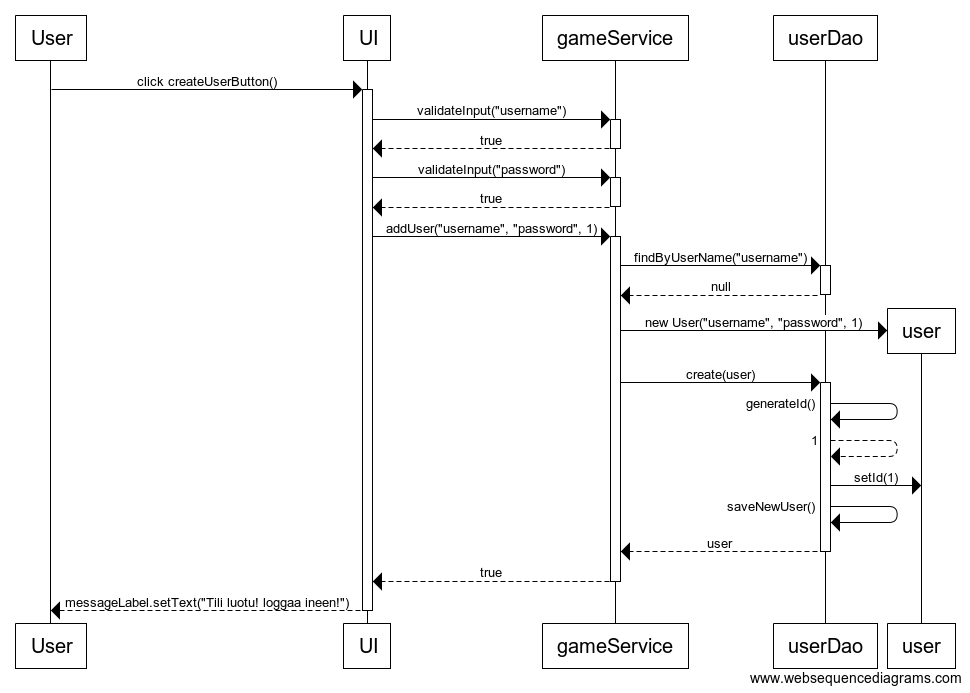 User UI gameService userDao
click createUserButton()
validateInput("username")
true
validateInput("password")
true
addUser("username", "password", 1)
findByUserName("username")
null
new User("username", "password", 1)
user
create(user)
generateId()
1
setId(1)
saveNewUser()
user
true
messageLabel.setText("Tili luotu! loggaa ineen!")
User UI gameService userDao user
www.websequencediagrams.com